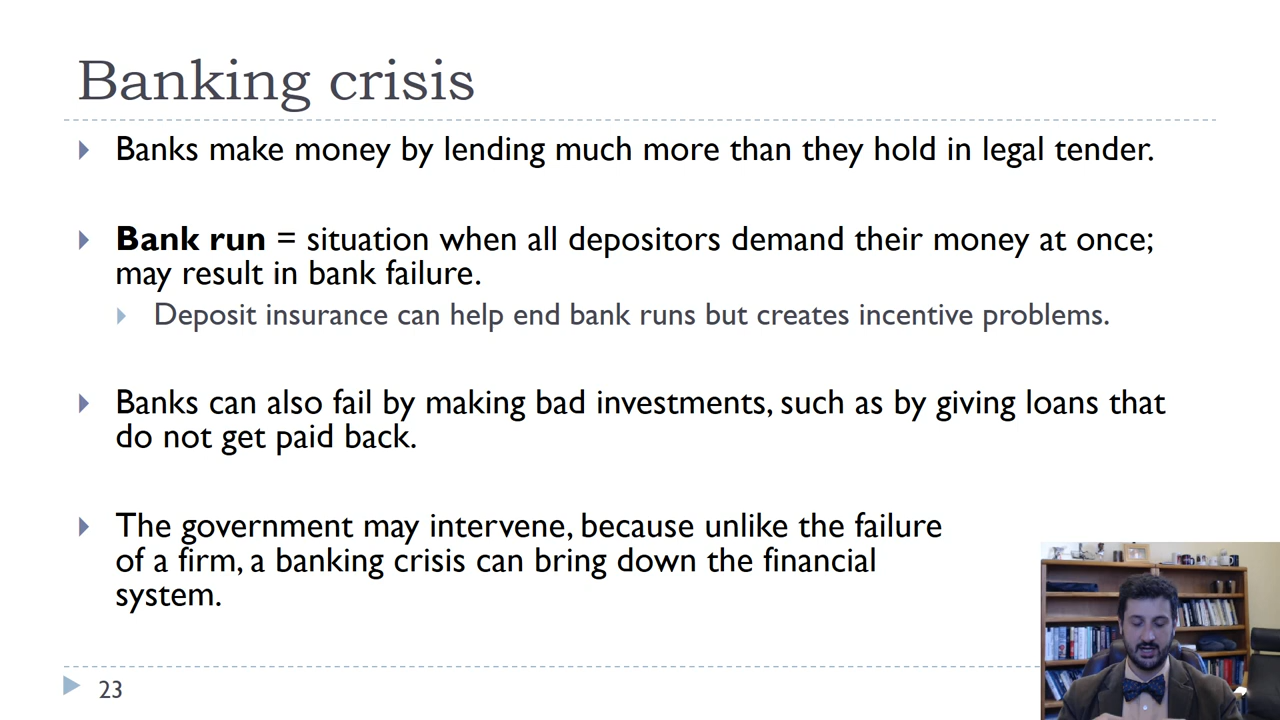 Banking crisis
Banks make money by lending much more than they hold in legal tender.
Bank run = situation when all depositors demand their money at once;
may result in bank failure.
Deposit insurance can help end bank runs but creates incentive problems.
Banks can also fail by making bad investments, such as by giving loans that
do not get paid back.
The government may intervene, because unlike the failure
of a firm, a banking crisis can bring down the financial
system.
23